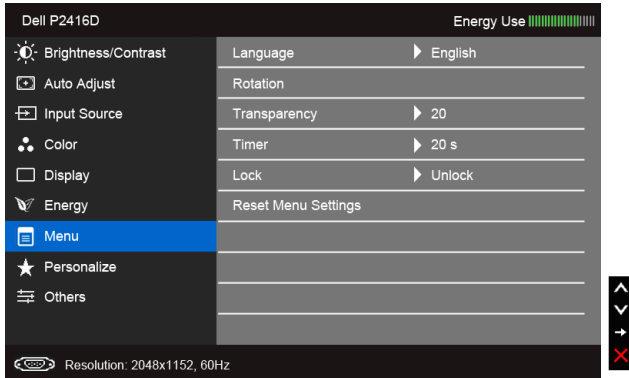 Dell P2416D Energy Use
Brightness/Contrast Language English
Auto Adjust Rotation
Input Source Transparency 20
Color Timer 20 s
Display Lock Unlock
Energy Reset Menu Settings
Menu
Personalize
Others
Resolution: 2048x1152, 60Hz